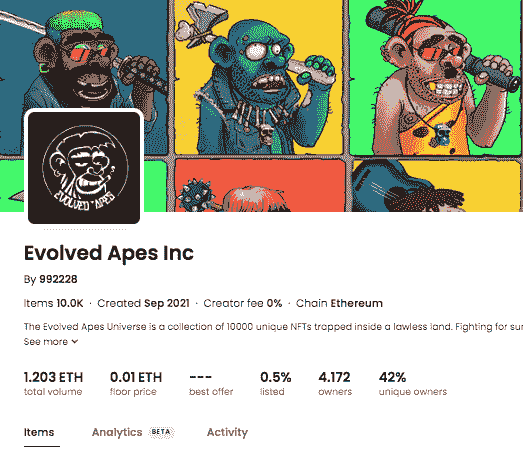 EVOLVED APES
Evolved Apes Inc
By 992228
Items 10.0K · Created Sep 2021 · Creator fee 0% · Chain Ethereum
The Evolved Apes Universe is a collection of 10000 unique NFTs trapped inside a lawless land. Fighting for sur
See more
1.203 ETH 0.01 ETH --- 0.5% 4.172 42%
total volume floor price best offer listed owners unique owners
Items Analytics BETA Activity